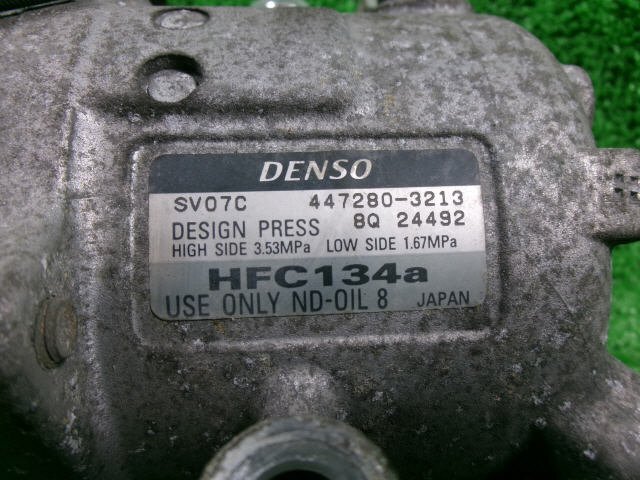 DENSO
SV07C 447280-3213
DESIGN PRESS 8Q 24492
HIGH SIDE 3.53MPa LOW SIDE 1.67MPa
HFC134a
USE ONLY ND-OIL 8 JAPAN